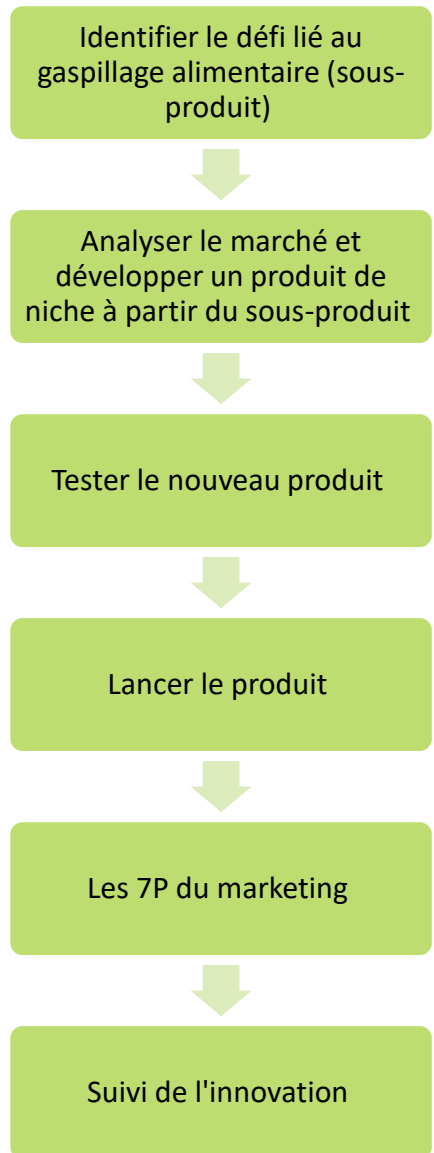 Identifier le défi lié au
gaspillage alimentaire (sous-
produit)
Analyser le marché et
développer un produit de
niche à partir du sous-produit
Tester le nouveau produit
Lancer le produit
Les 7P du marketing
Suivi de l'innovation